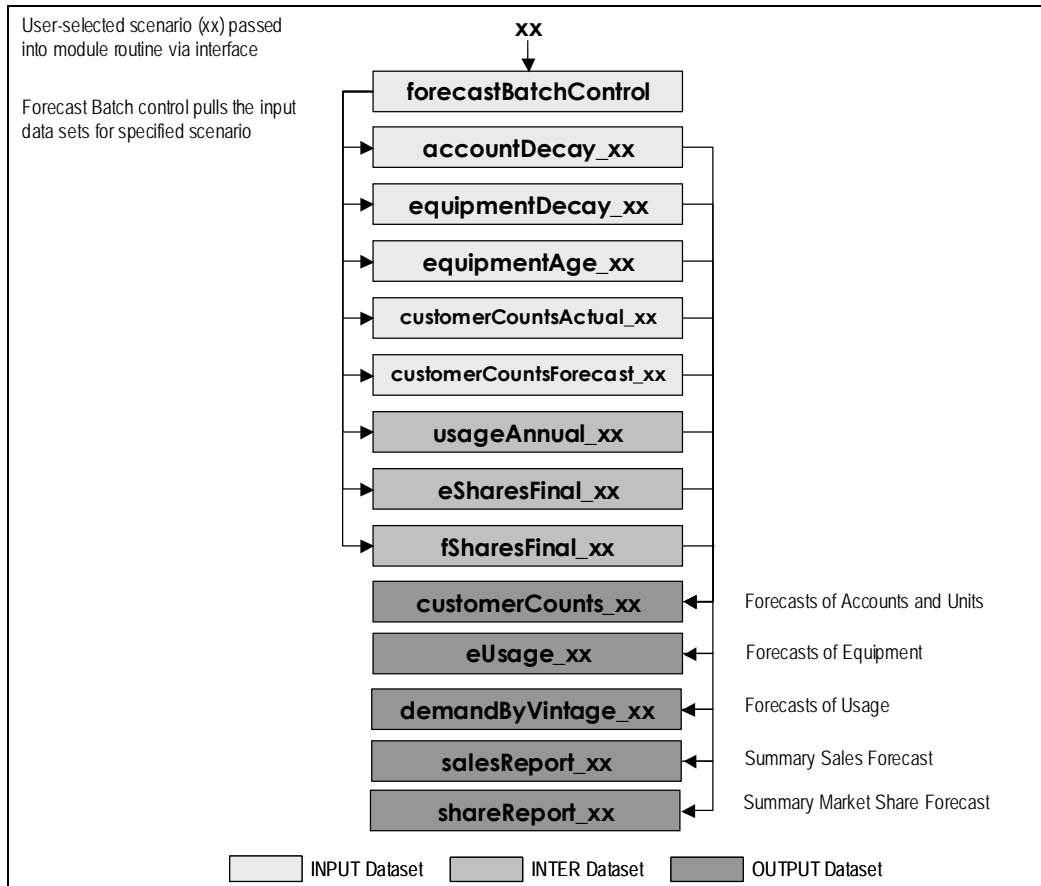 User-selected scenario (xx) passed
into module routine via interface
xx
forecastBatchControl
Forecast Batch control pulls the input
data sets for specified scenario
accountDecay_xx
equipmentDecay_xx
equipmentAge_xx
customerCountsActual_xx
customerCountsForecast_xx
usageAnnual_xx
eSharesFinal_xx
fSharesFinal_xx
customerCounts_xx
Forecasts of Accounts and Units
eUsage_xx
Forecasts of Equipment
demandByVintage_xx
Forecasts of Usage
salesReport_xx
Summary Sales Forecast
shareReport_xx
Summary Market Share Forecast
INPUT Dataset
INTER Dataset
OUTPUT Dataset